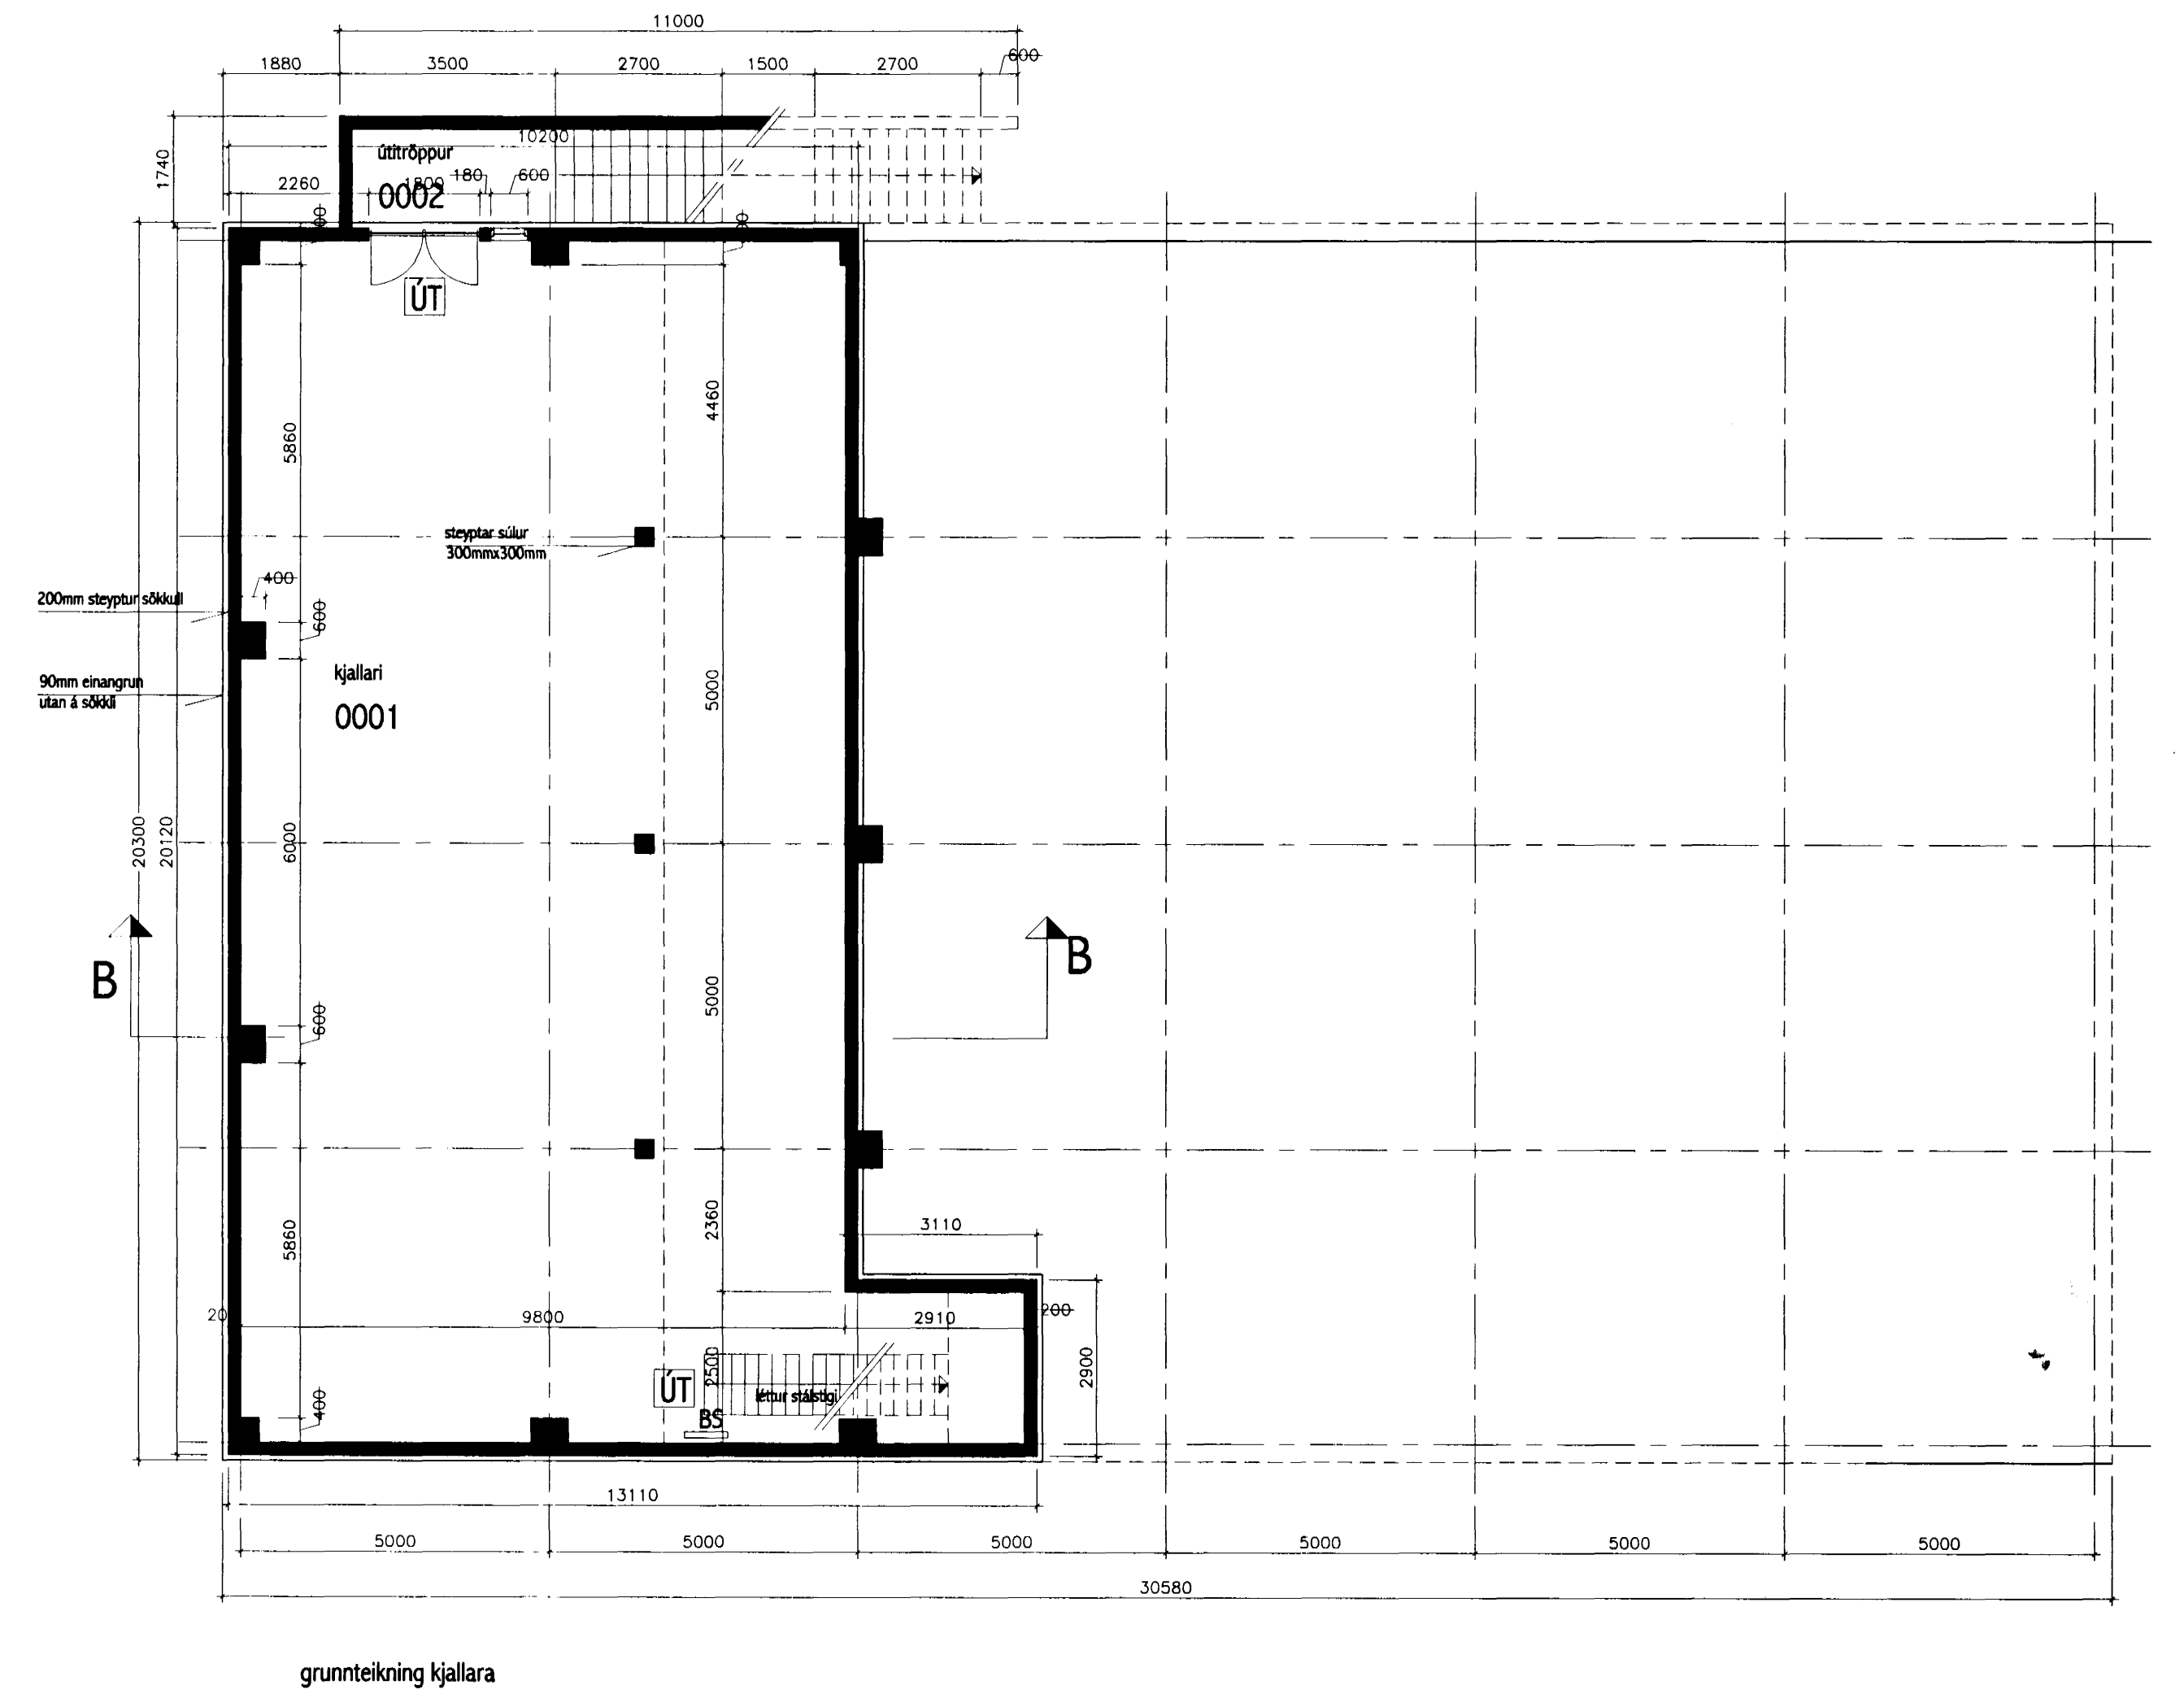 11000
600
1880 3500 2700 1500 2700
10200
útitröppur
1740
2260 1800 180 600
0002
ÚT
4460
5860
steyptar súlur
300mmx300mm
400
200mm steyptur sökkull
600
kjallari
5000
90mm einangrun
utan á sökkli
0001
20300 20120 6000
B B
5000
600
2360
3110
5860
9800 2910 200
2500 2900
ÚT léttur stálstigi
400
BS
13110
5000 5000 5000 5000 5000 5000
30580
grunnteikning kjallara